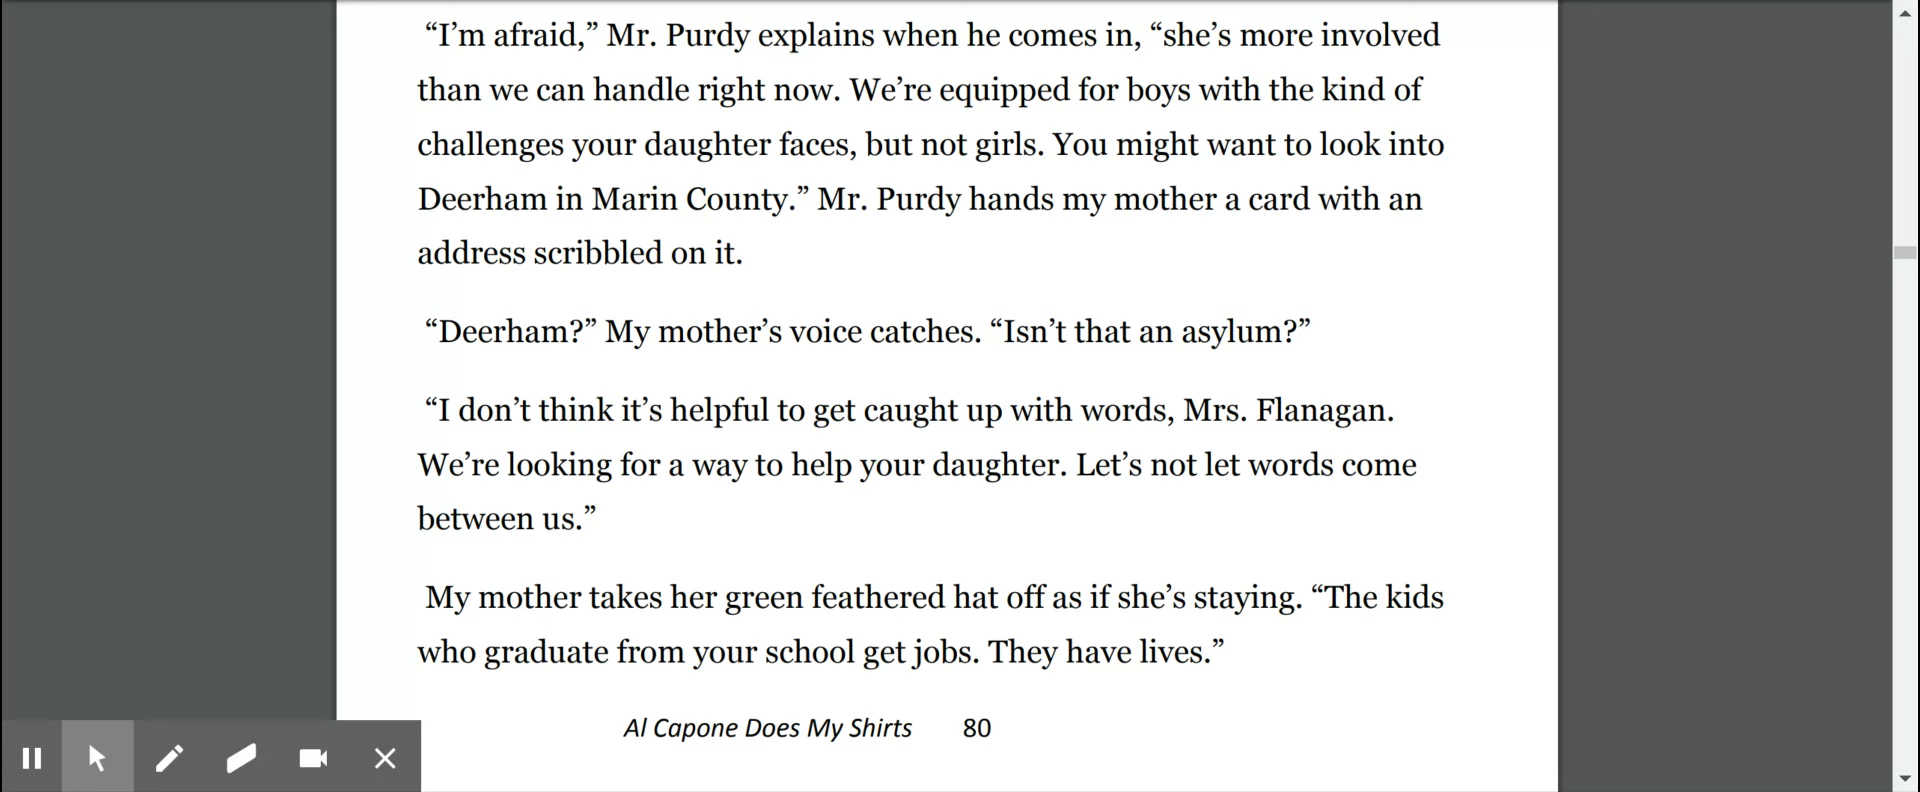 “I’m afraid,” Mr. Purdy explains when he comes in, “she’s more involved
than we can handle right now. We’re equipped for boys with the kind of
challenges your daughter faces, but not girls. You might want to look into
Deerham in Marin County.” Mr. Purdy hands my mother a card with an
address scribbled on it.
“Deerham?” My mother’s voice catches. “Isn’t that an asylum?”
“I don’t think it’s helpful to get caught up with words, Mrs. Flanagan.
We’re looking for a way to help your daughter. Let’s not let words come
between us.”
My mother takes her green feathered hat off as if she’s staying. “The kids
who graduate from your school get jobs. They have lives.”
Al Capone Does My Shirts 80